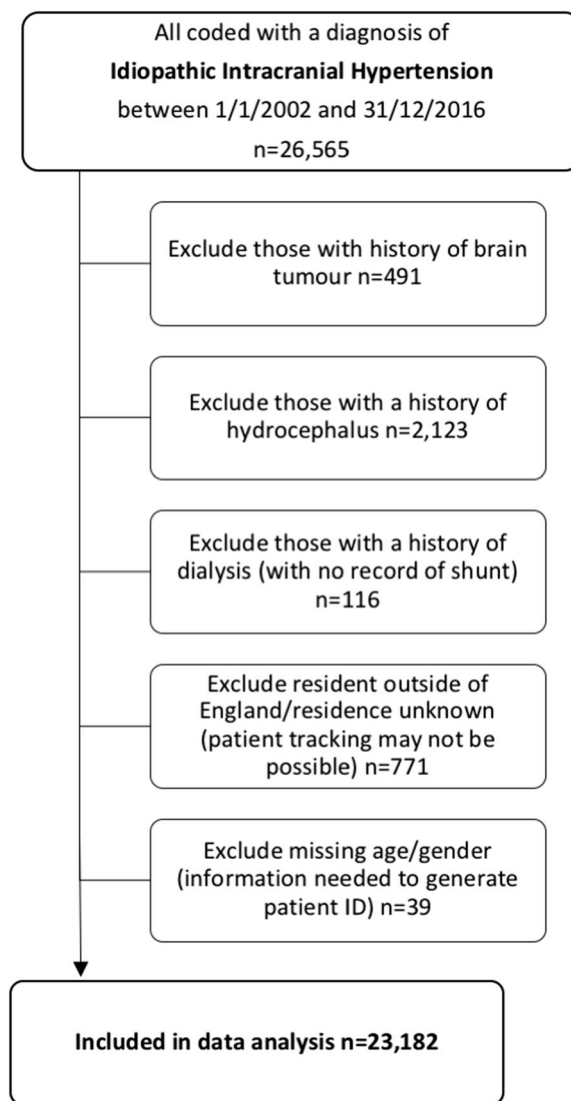 All coded with a diagnosis of
Idiopathic Intracranial Hypertension
between 1/1/2002 and 31/12/2016
n=26,565
Exclude those with history of brain
tumour n=491
Exclude those with a history of
hydrocephalus n=2,123
Exclude those with a history of
dialysis (with no record of shunt)
n=116
Exclude resident outside of
England/residence unknown
(patient tracking may not be
possible) n=771
Exclude missing age/gender
(information needed to generate
patient ID) n=39
Included in data analysis n=23,182